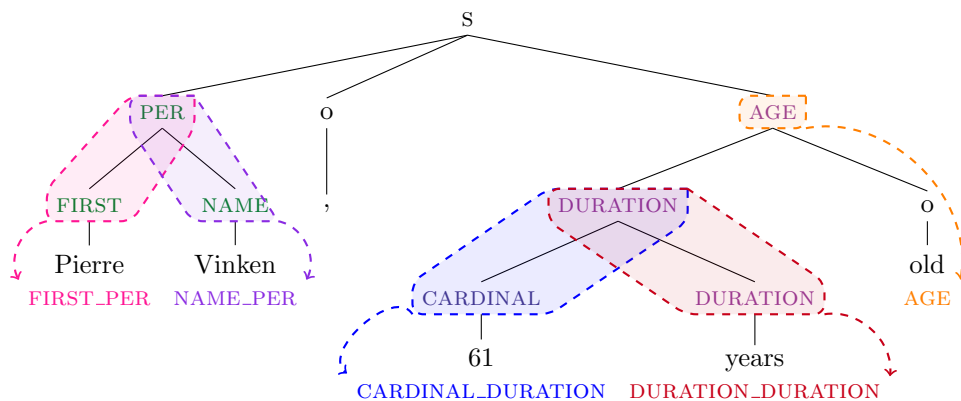 S
PER O AGE
FIRST NAME , DURATION O
Pierre Vinken CARDINAL DURATION old
FIRST_PER NAME_PER AGE
61 years
CARDINAL_DURATION DURATION_DURATION